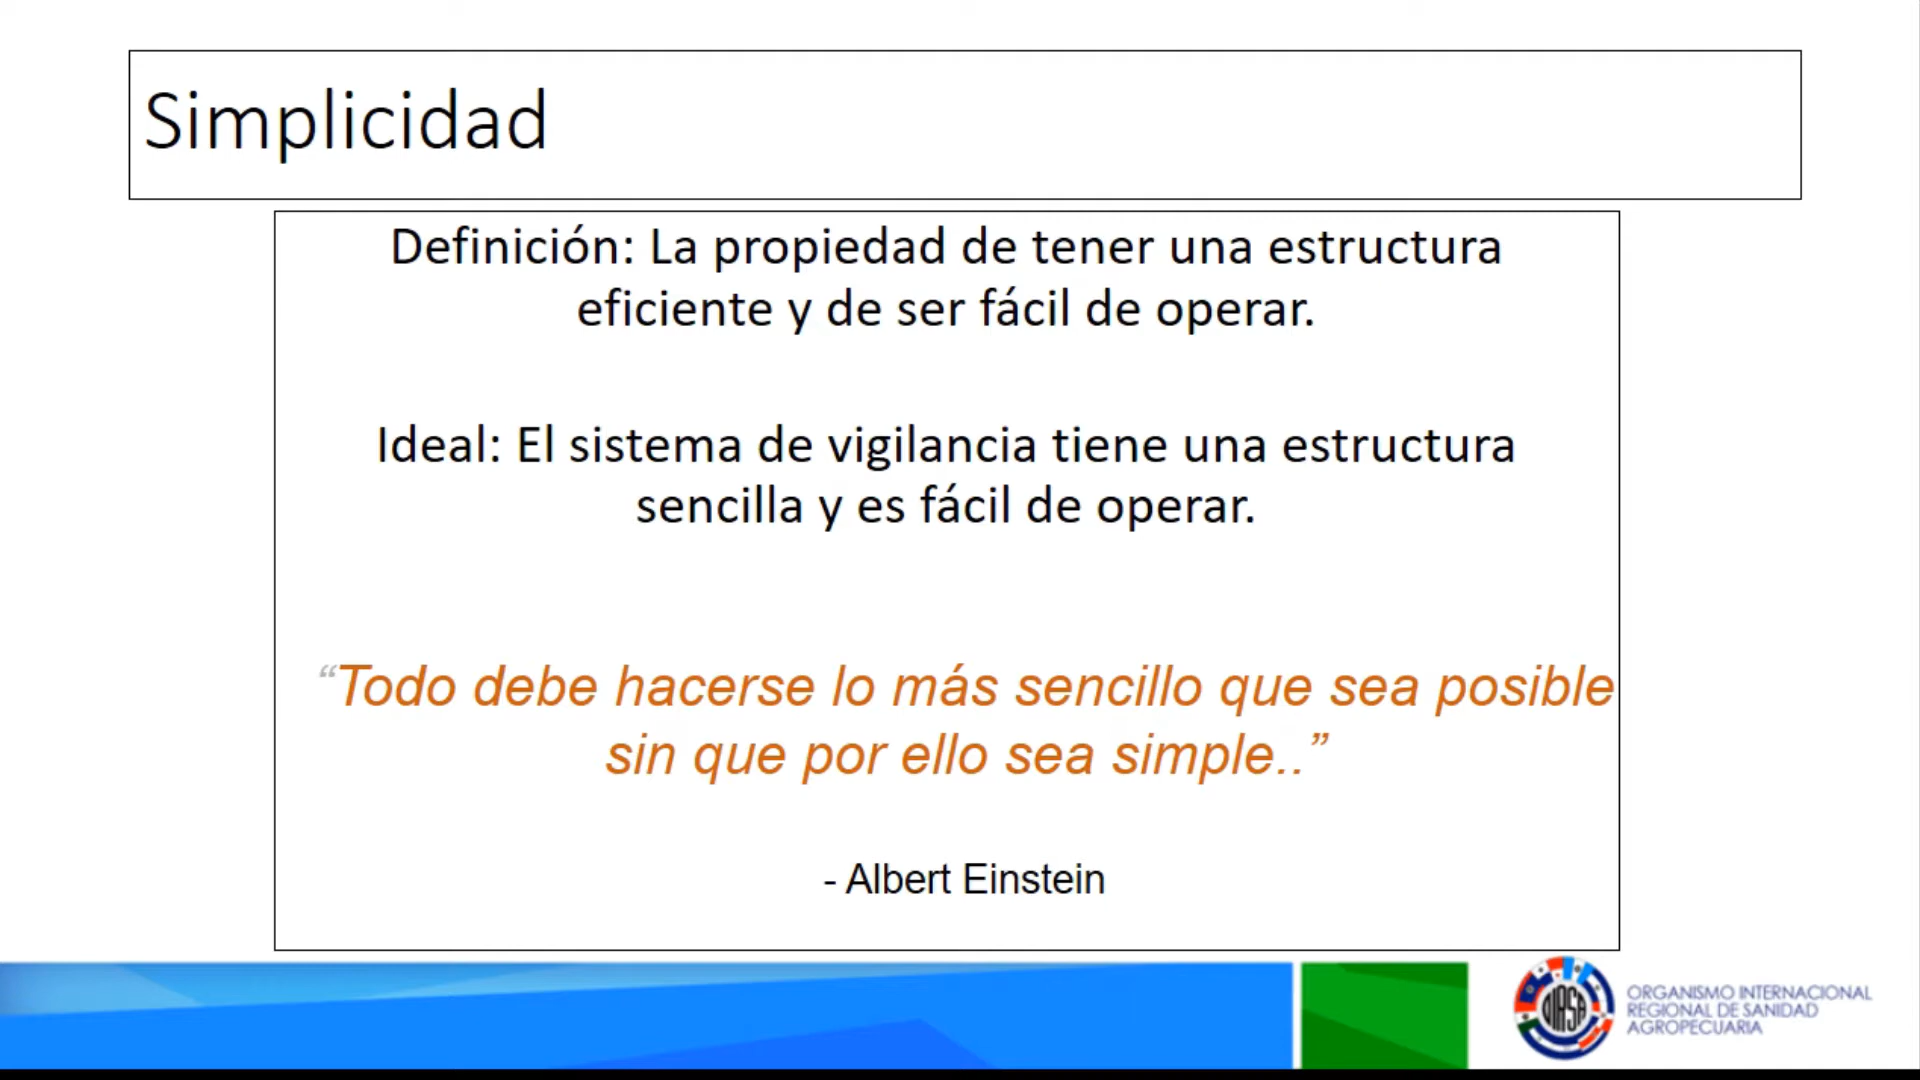 Simplicidad
Definición: La propiedad de tener una estructura
eficiente y de ser fácil de operar.
Ideal: El sistema de vigilancia tiene una estructura
sencilla y es fácil de operar.
“Todo debe hacerse lo más sencillo que sea posible
sin que por ello sea simple..”
- Albert Einstein
OIRSA
ORGANISMO INTERNACIONAL
REGIONAL DE SANIDAD
AGROPECUARIA